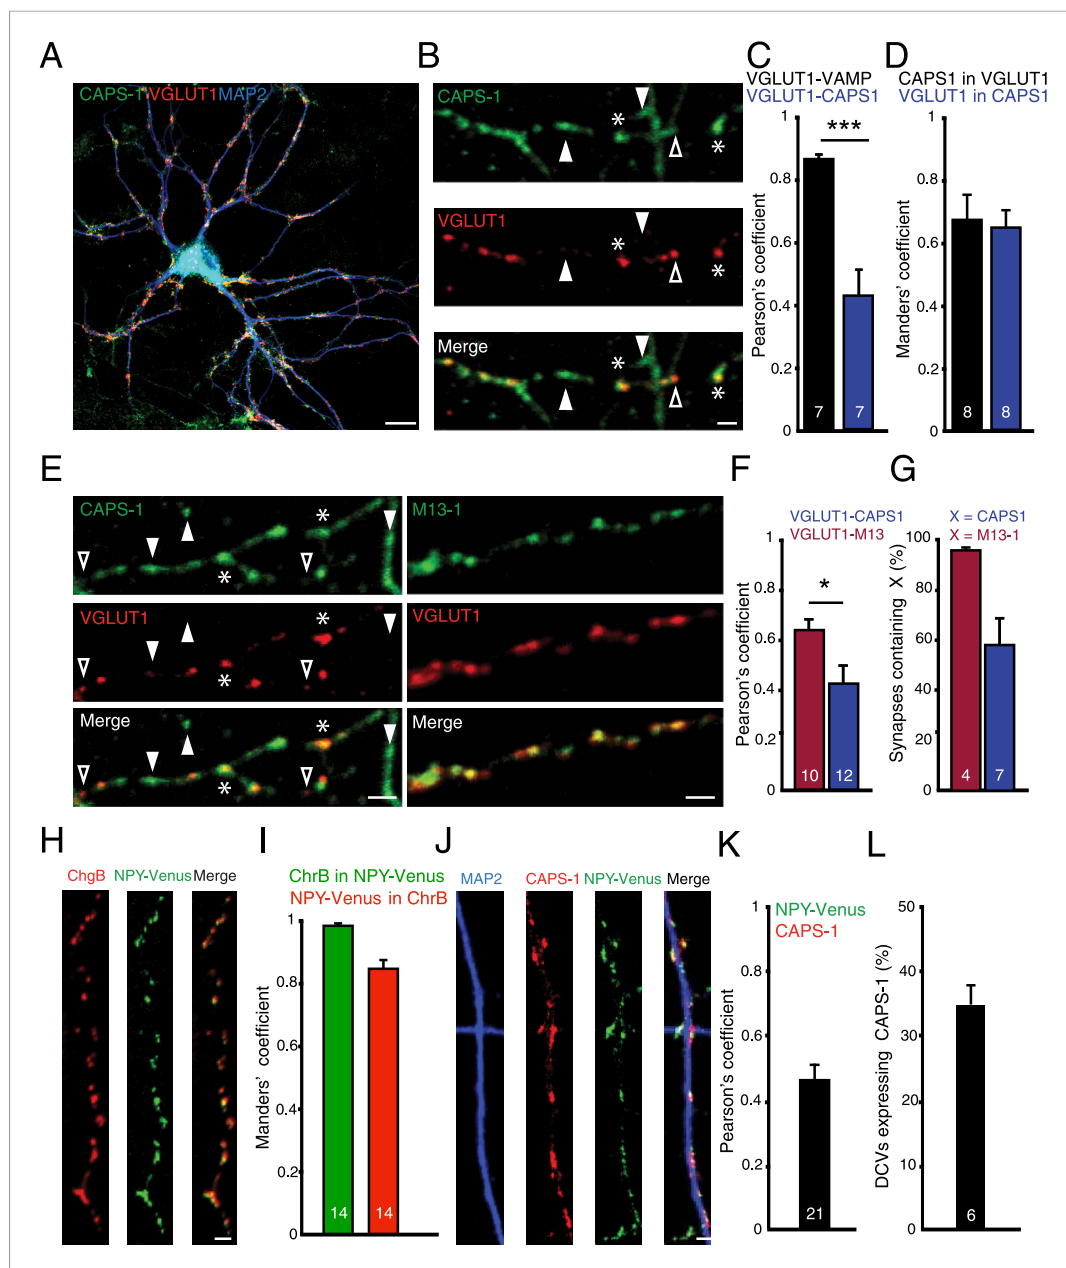 A
CAPS-1 VGLUT1 MAP2
B
CAPS-1
*
*
VGLUT1
*
*
Merge
*
*
C
VGLUT1-VAMP
VGLUT1-CAPS1
***
Pearson's coefficient
1
0.8
0.6
0.4
0.2
0
7
7
D
CAPS1 in VGLUT1
VGLUT1 in CAPS1
Manders' coefficient
1
0.8
0.6
0.4
0.2
0
8
8
E
CAPS-1
*
*
VGLUT1
*
*
Merge
*
*
M13-1
VGLUT1
Merge
F
VGLUT1-CAPS1
VGLUT1-M13
*
Pearson's coefficient
1
0.8
0.6
0.4
0.2
0
10
12
G
X = CAPS1
X = M13-1
Synapses containing X (%)
100
80
60
40
20
0
4
7
H
ChgB
NPY-Venus
Merge
I
ChrB in NPY-Venus
NPY-Venus in ChrB
Manders' coefficient
1
0.8
0.6
0.4
0.2
0
14
14
J
MAP2
CAPS-1
NPY-Venus
Merge
K
NPY-Venus
CAPS-1
Pearson's coefficient
1
0.8
0.6
0.4
0.2
0
21
L
DCVs expressing CAPS-1 (%)
50
40
30
20
10
0
6